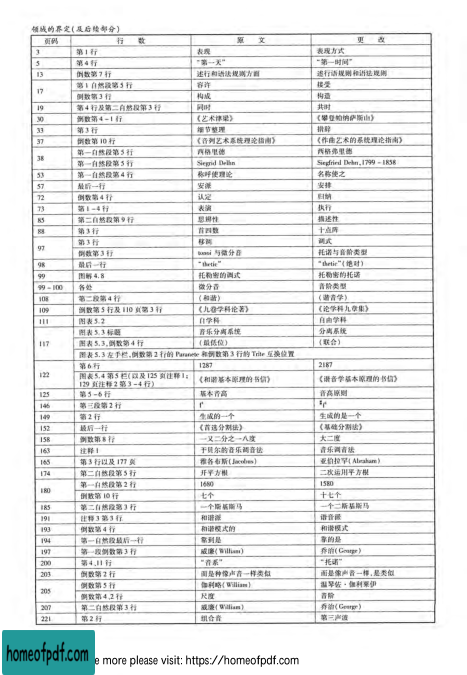 领域的界定(及后续部分)
页码 行 数 原 文 更 改
3 第1行 表现 表现方式
5 第4行 "第一天" "第一时间"
13 倒数第7行 述行和语法规则方面 述行语规则和语法规则
17 第1自然段第5行 容许 接受
倒数第3行 构成 构造
19 第4行及第二自然段第3行 同时 共时
30 倒数第4-1行 《艺术津梁》 《攀登帕纳萨斯山》
33 第3行 细节整理 指辞
37 倒数第10行 《音列艺术系统理论指南》 《作曲艺术的系统理论指南》
38 第一自然段第5行 西格里德 西格弗里德
第一自然段第5行 Siegrid Dellın Siegfried Dehn,1799-1858
53 第一自然段第4行 称呼使理论 名称使之
57 最后一行 安派 安排
72 倒数第4行 认定 归纳
73 第1-4行 表演 执行
85 第二自然段第9行 思辨性 描述性
88 第3行 首四数 十点阵
97 第3行 移调 调式
倒数第3行 tonoi 与微分音 托诺与音阶类型
98 最后一行 "thetic" "thetic"(绝对)
99 图解4.8 托勒密的调式 托勒密的托诺
99-100 各处 微分音 音阶类型
108 第二段第4行 (和谐) (谐音学)
109 倒数第5行及110页第3行 《九卷学科论著》 《论学科九章集》
111 图表5.2 自学科 自由学科
117 图表5.3标题 音乐分离系统 分离系统
图表5.3,倒数第4行 (最低位) (联合)
图表5.3左手栏,倒数第2行的 Paranete 和倒数第3行的 Trite 互换位置
122 第6行 1287 2187
图表5.4第5栏(以及125页注释1;129页注释2第3-4行) 《和谐基本原理的书信》 《谐音学基本原理的书信》
125 第5-6行 基本音高 音高原则
146 第三段第2行 f' #f'
149 第2行 生成的一个 生成的是一个
152 最后一行 《首选分割法》 《基础分割法》
158 倒数第8行 一又二分之一八度 大二度
163 注释1 于贝尔的音乐调音法 音乐调音法
165 第3行以及177页 雅各布斯(Jacobus) 亚伯拉罕(Abraham)
174 第二自然段第5行 开平方根 二次运用平方根
180 第一自然段第2行 1680 1580
倒数第10行 七个 十七个
185 第二自然段第3行 一个斯基斯马 一个二斯基斯马
191 注释3第3行 和谐派 谐音派
193 倒数第4行 和谐模式的 和谐模式
194 第一自然段最后一行 靠到是 靠的是
197 第一段倒数第3行 威廉(William) 乔治(George)
200 第4,11行 "音系" "托诺"
203 倒数第2行 而是种像声音一样类似 而是像声音一样,是类似
205 倒数第5行 伽利略(William) 温琴佐·伽利莱伊
倒数第4,2行 尺度 音阶
207 第二自然段第3行 威廉(William) 乔治(George)
221 第2行 组合音 第三声波
homeofpdf.com
e more please visit: https://homeofpdf.com